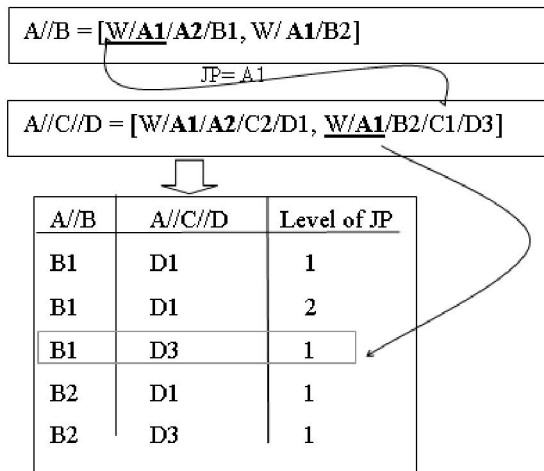 A//B = [W/A1/A2/B1, W/ A1/B2]
JP= A1
A//C//D = [W/A1/A2/C2/D1, W/A1/B2/C1/D3]
A//B A//C//D Level of JP
B1 D1 1
B1 D1 2
B1 D3 1
B2 D1 1
B2 D3 1